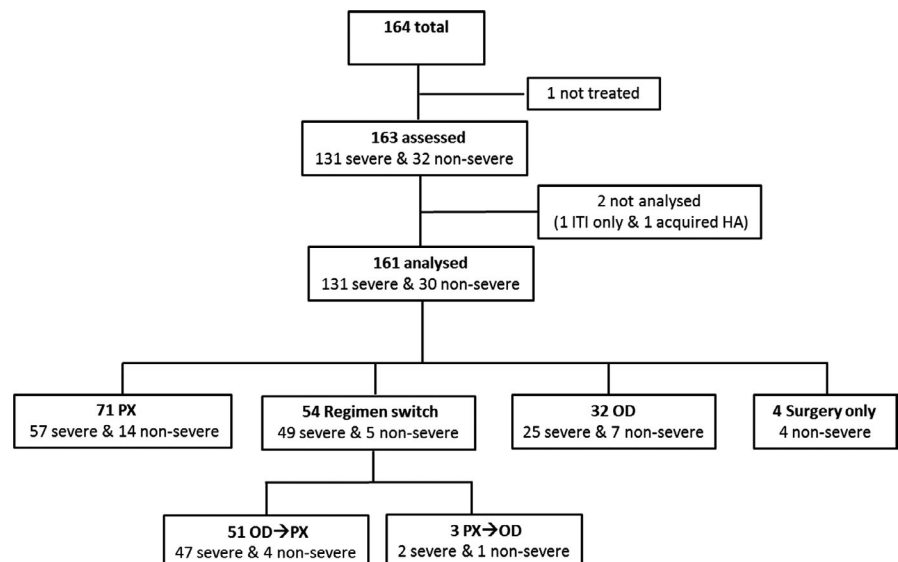 164 total
1 not treated
163 assessed
131 severe & 32 non-severe
2 not analysed
(1 ITI only & 1 acquired HA)
161 analysed
131 severe & 30 non-severe
71 PX
57 severe & 14 non-severe
54 Regimen switch
49 severe & 5 non-severe
32 OD
25 severe & 7 non-severe
4 Surgery only
4 non-severe
51 OD→PX
47 severe & 4 non-severe
3 PX→OD
2 severe & 1 non-severe